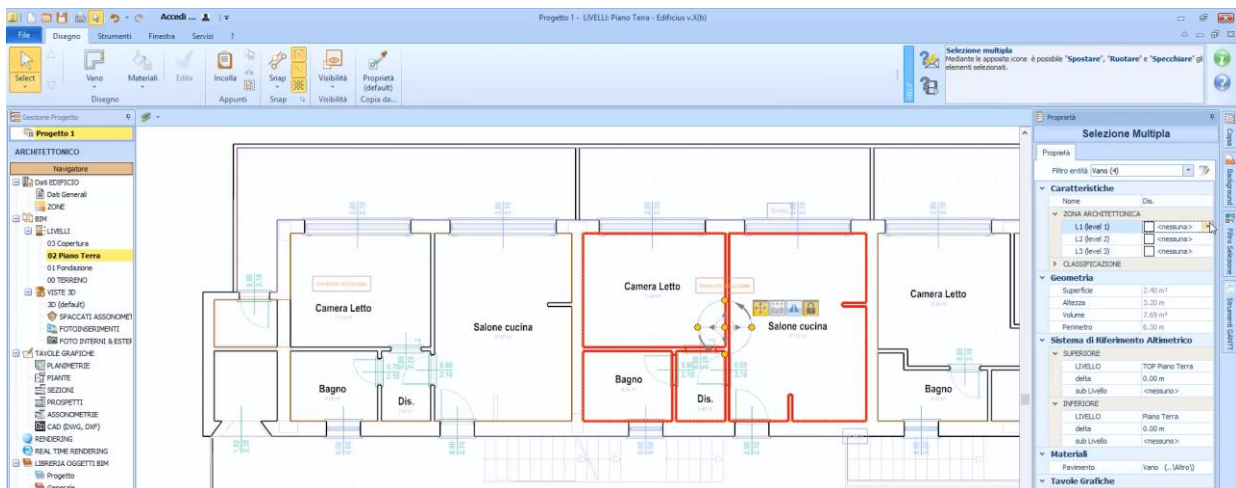 Accedi ...
Progetto 1 - LIVELLI: Piano Terra - Edificius v.X(b)
File Disegno Strumenti Finestra Servizi ?
Select
Vano
Materiali
Edita
Incolla
Snap
Visibilità
Proprietà
(default)
Disegno
Appunti
Snap
Visibilità
Copia da...
HELP
Selezione multipla
Mediante le apposite icone è possibile "Spostare", "Ruotare" e "Specchiare" gli
elementi selezionati.
Gestione Progetto
Progetto 1
ARCHITETTONICO
Navigatore
Dati EDIFICIO
Dati Generali
ZONE
BIM
LIVELLI
03 Copertura
02 Piano Terra
01 Fondazione
00 TERRENO
VISTE 3D
3D (default)
SPACCATI ASSONOMET
FOTOINSERIMENTI
FOTO INTERNI & ESTER
TAVOLE GRAFICHE
PLANIMETRIE
PIANTE
SEZIONI
PROSPETTI
ASSONOMETRIE
CAD (DWG, DXF)
RENDERING
REAL TIME RENDERING
LIBRERIA OGGETTI BIM
Progetto
Generale
Camera Letto
Salone cucina
Bagno
Dis.
Camera Letto
Salone cucina
Bagno
Dis.
Camera Letto
Bagno
Proprietà
Selezione Multipla
Proprietà
Filtro entità Vano (4)
Caratteristiche
Nome Dis.
ZONA ARCHITETTONICA
L1 (level 1) <nessuna>
L2 (level 2) <nessuna>
L3 (level 3) <nessuna>
CLASSIFICAZIONE
Geometria
Superficie 2.40 m²
Altezza 3.20 m
Volume 7.69 m³
Perimetro 6.30 m
Sistema di Riferimento Altimetrico
SUPERIORE
LIVELLO TOP Piano Terra
delta 0.00 m
sub Livello <nessuno>
INFERIORE
LIVELLO Piano Terra
delta 0.00 m
sub Livello <nessuno>
Materiali
Pavimento Vano (...\Altro\)
Tavole Grafiche
Copia
Background
Filtro Selezione
Strumenti GANTT